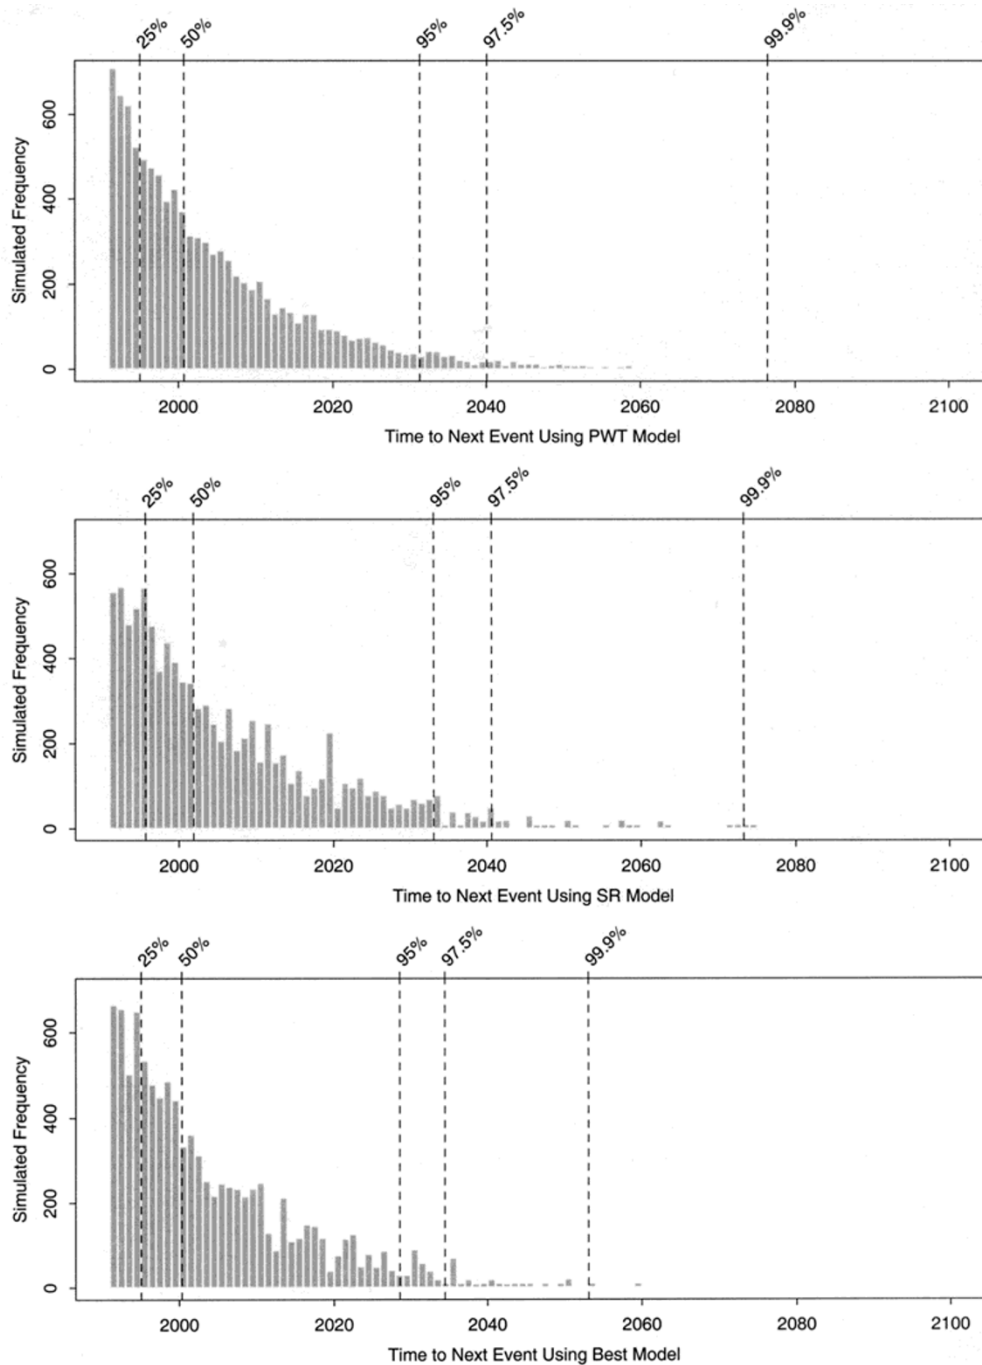 25% 50% 95% 97.5% 99.9%
Simulated Frequency
600
400
200
0
2000 2020 2040 2060 2080 2100
Time to Next Event Using PWT Model
25% 50% 95% 97.5% 99.9%
Simulated Frequency
600
400
200
0
2000 2020 2040 2060 2080 2100
Time to Next Event Using SR Model
25% 50% 95% 97.5% 99.9%
Simulated Frequency
600
400
200
0
2000 2020 2040 2060 2080 2100
Time to Next Event Using Best Model